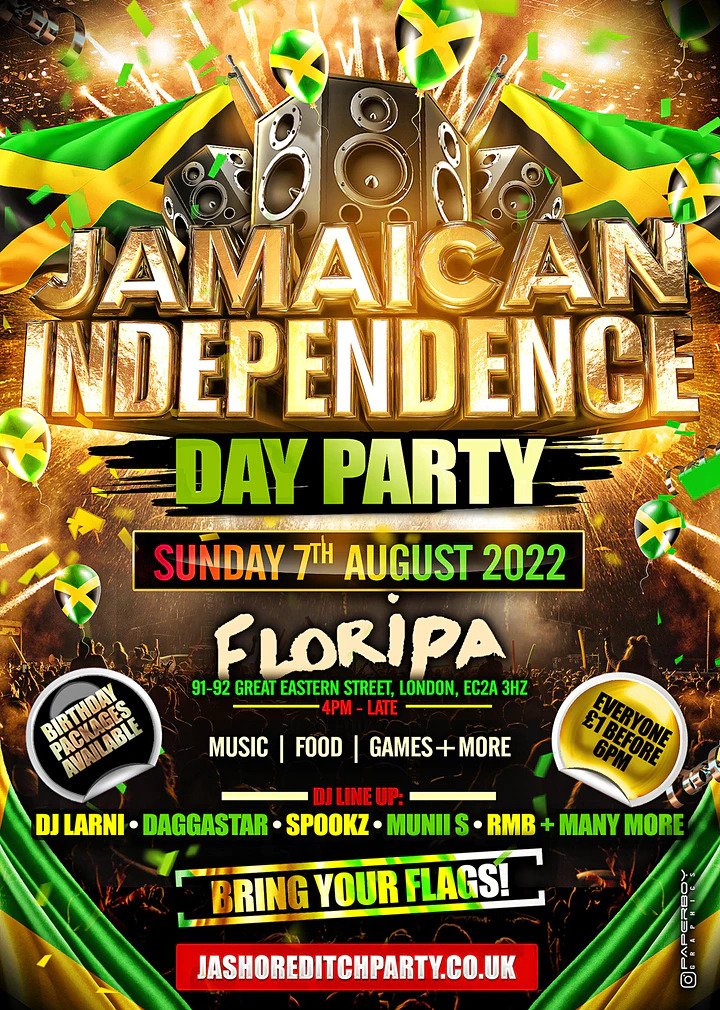 JAMAICAN
INDEPENDENCE
DAY PARTY
SUNDAY 7TH AUGUST 2022
FLORIPA
91-92 GREAT EASTERN STREET, LONDON, EC2A 3HZ
4PM - LATE
BIRTHDAY
PACKAGES
AVAILABLE
EVERYONE
£1 BEFORE
6PM
MUSIC | FOOD | GAMES + MORE
DJ LINE UP:
DJ LARNI • DAGGASTAR • SPOOKZ • MUNII S • RMB + MANY MORE
BRING YOUR FLAGS!
JASHOREDITCHPARTY.CO.UK
PAPERBOY
GRAPHICS